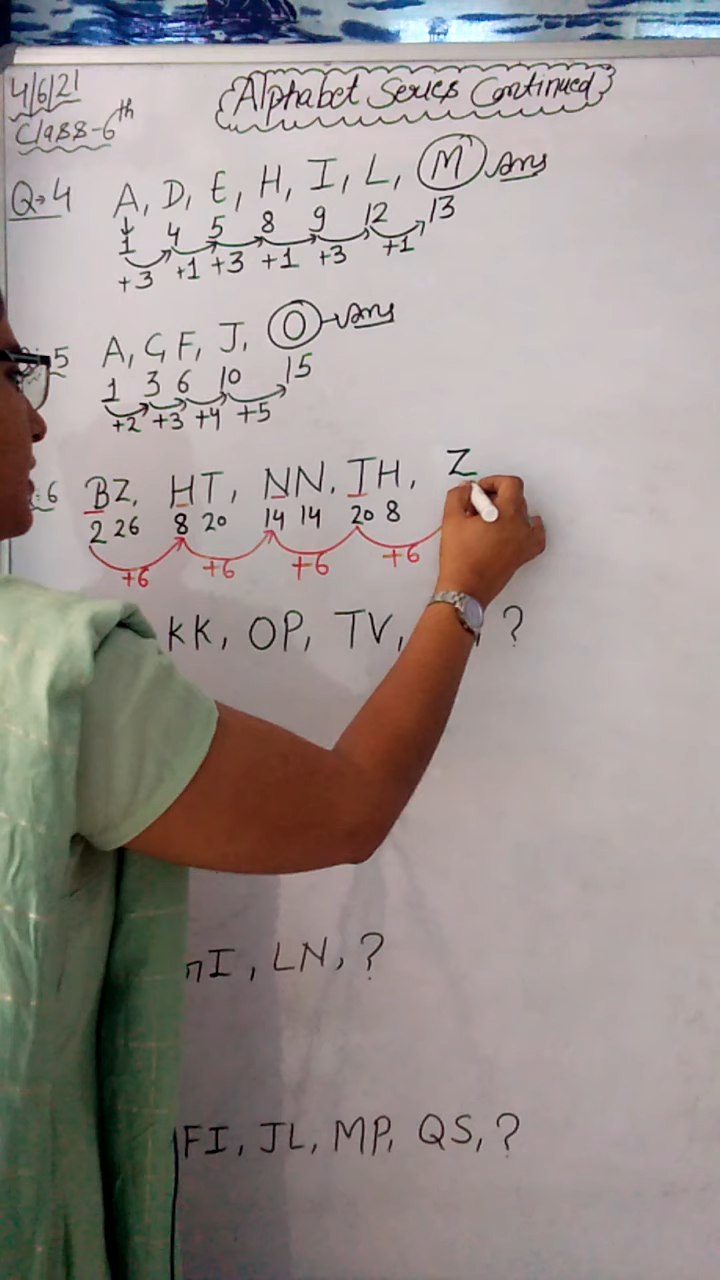 4/6/21
Class-6th
Alphabet Series Continued
Q→4 A, D, E, H, I, L, M Ans
1 4 5 8 9 12 13
+3 +1 +3 +1 +3 +1
5 A, C, F, J, O - Ans
1 3 6 10 15
+2 +3 +4 +5
6 BZ, HT, NN, TH, Z
2 26 8 20 14 14 20 8
+6 +6 +6 +6
KK, OP, TV, ?
I, LN, ?
FI, JL, MP, QS, ?